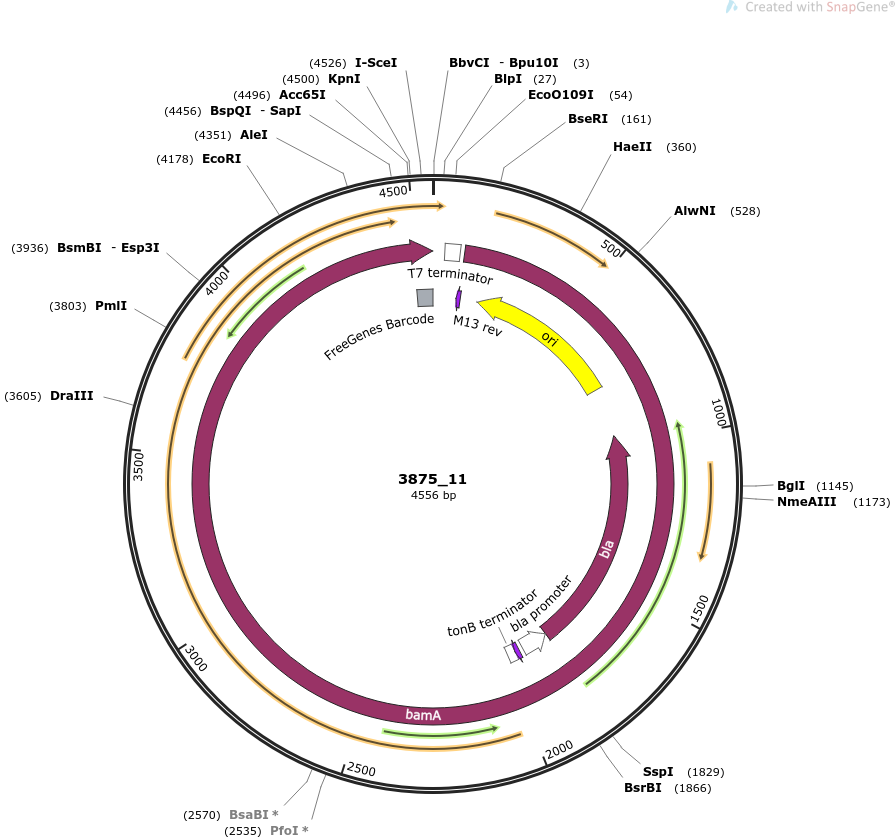 Created with SnapGene®
(4526) I-SceI
(4500) KpnI
(4496) Acc65I
(4456) BspQI - SapI
(4351) AleI
(4178) EcoRI
(3936) BsmBI - Esp3I
(3803) PmlI
(3605) DraIII
BbvCI - Bpu10I (3)
BlpI (27)
EcoO109I (54)
BseRI (161)
HaeII (360)
AlwNI (528)
BglI (1145)
NmeAIII (1173)
SspI (1829)
BsrBI (1866)
(2570) BsaBI *
(2535) PfoI *
4500
500
1000
1500
2000
2500
3000
3500
4000
T7 terminator
M13 rev
FreeGenes Barcode
ori
3875_11
4556 bp
bla
bla promoter
tonB terminator
bamA